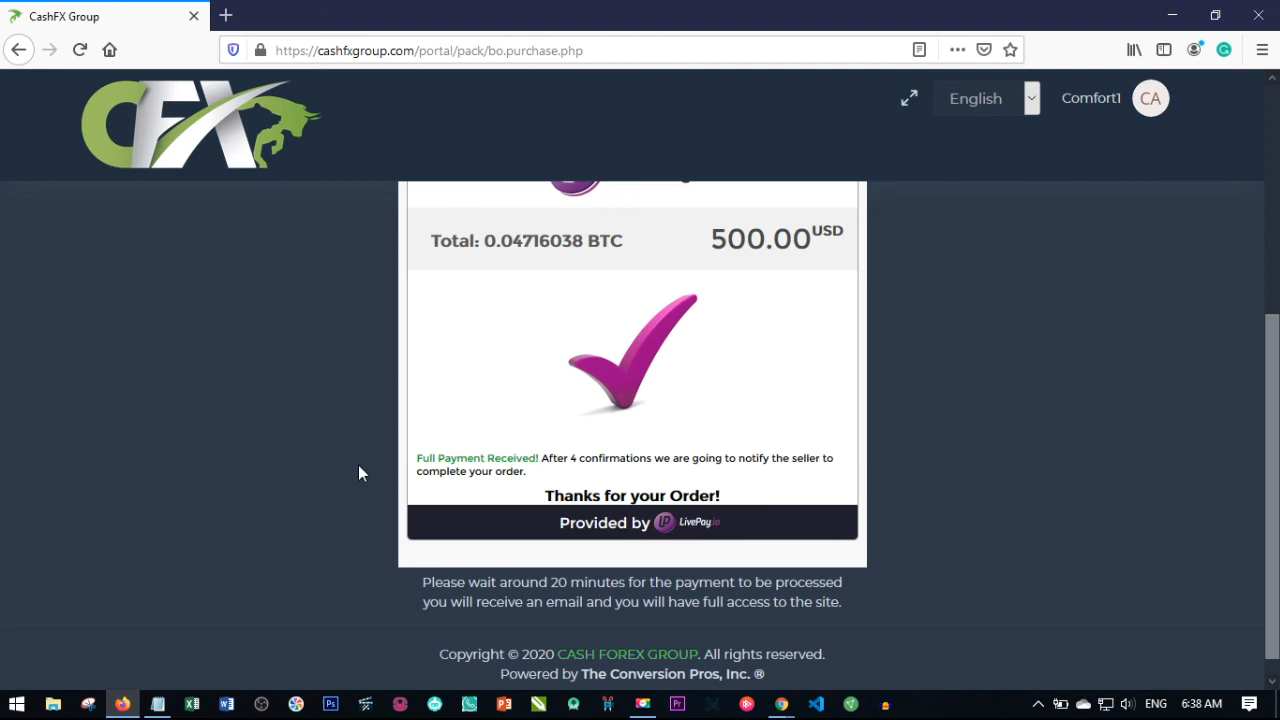 CashFX Group
https://cashfxgroup.com/portal/pack/bo.purchase.php
CFX
English
Comfort1
CA
Total: 0.04716038 BTC
500.00 USD
Full Payment Received! After 4 confirmations we are going to notify the seller to
complete your order.
Thanks for your Order!
Provided by LP LivePay.io
Please wait around 20 minutes for the payment to be processed
you will receive an email and you will have full access to the site.
Copyright © 2020 CASH FOREX GROUP. All rights reserved.
Powered by The Conversion Pros, Inc. ®
ENG
6:38 AM